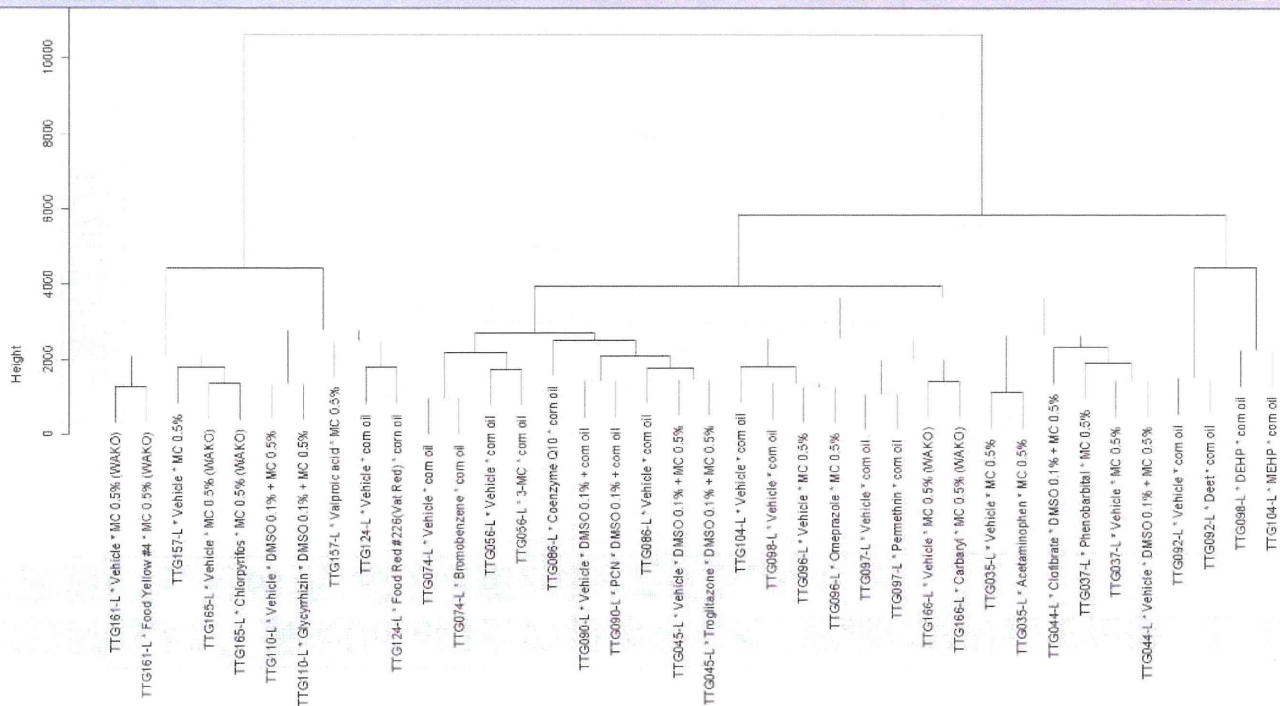 Height
10000
8000
6000
4000
2000
0
TTG161-L * Vehicle * MC 0.5% (WAKO)
TTG161-L * Food Yellow #4 * MC 0.5% (WAKO)
TTG157-L * Vehicle * MC 0.5%
TTG165-L * Vehicle * MC 0.5% (WAKO)
TTG165-L * Chlorpyrifos * MC 0.5% (WAKO)
TTG110-L * Vehicle * DMSO 0.1% + MC 0.5%
TTG110-L * Glycyrrhizin * DMSO 0.1% + MC 0.5%
TTG157-L * Valproic acid * MC 0.5%
TTG124-L * Vehicle * corn oil
TTG124-L * Food Red #226(Vat Red) * corn oil
TTG074-L * Vehicle * corn oil
TTG074-L * Bromobenzene * corn oil
TTG056-L * Vehicle * corn oil
TTG056-L * 3-MC * corn oil
TTG086-L * Coenzyme Q10 * corn oil
TTG090-L * Vehicle * DMSO 0.1% + corn oil
TTG090-L * PCN * DMSO 0.1% + corn oil
TTG086-L * Vehicle * corn oil
TTG045-L * Vehicle * DMSO 0.1% + MC 0.5%
TTG045-L * Troglitazone * DMSO 0.1% + MC 0.5%
TTG104-L * Vehicle * corn oil
TTG098-L * Vehicle * corn oil
TTG096-L * Vehicle * MC 0.5%
TTG096-L * Omeprazole * MC 0.5%
TTG097-L * Vehicle * corn oil
TTG097-L * Permethrin * corn oil
TTG166-L * Vehicle * MC 0.5% (WAKO)
TTG166-L * Carbaryl * MC 0.5% (WAKO)
TTG035-L * Vehicle * MC 0.5%
TTG035-L * Acetaminophen * MC 0.5%
TTG044-L * Clofibrate * DMSO 0.1% + MC 0.5%
TTG037-L * Phenobarbital * MC 0.5%
TTG037-L * Vehicle * MC 0.5%
TTG044-L * Vehicle * DMSO 0.1% + MC 0.5%
TTG092-L * Vehicle * corn oil
TTG092-L * Deet * corn oil
TTG098-L * DEHP * corn oil
TTG104-L * MEHP * corn oil